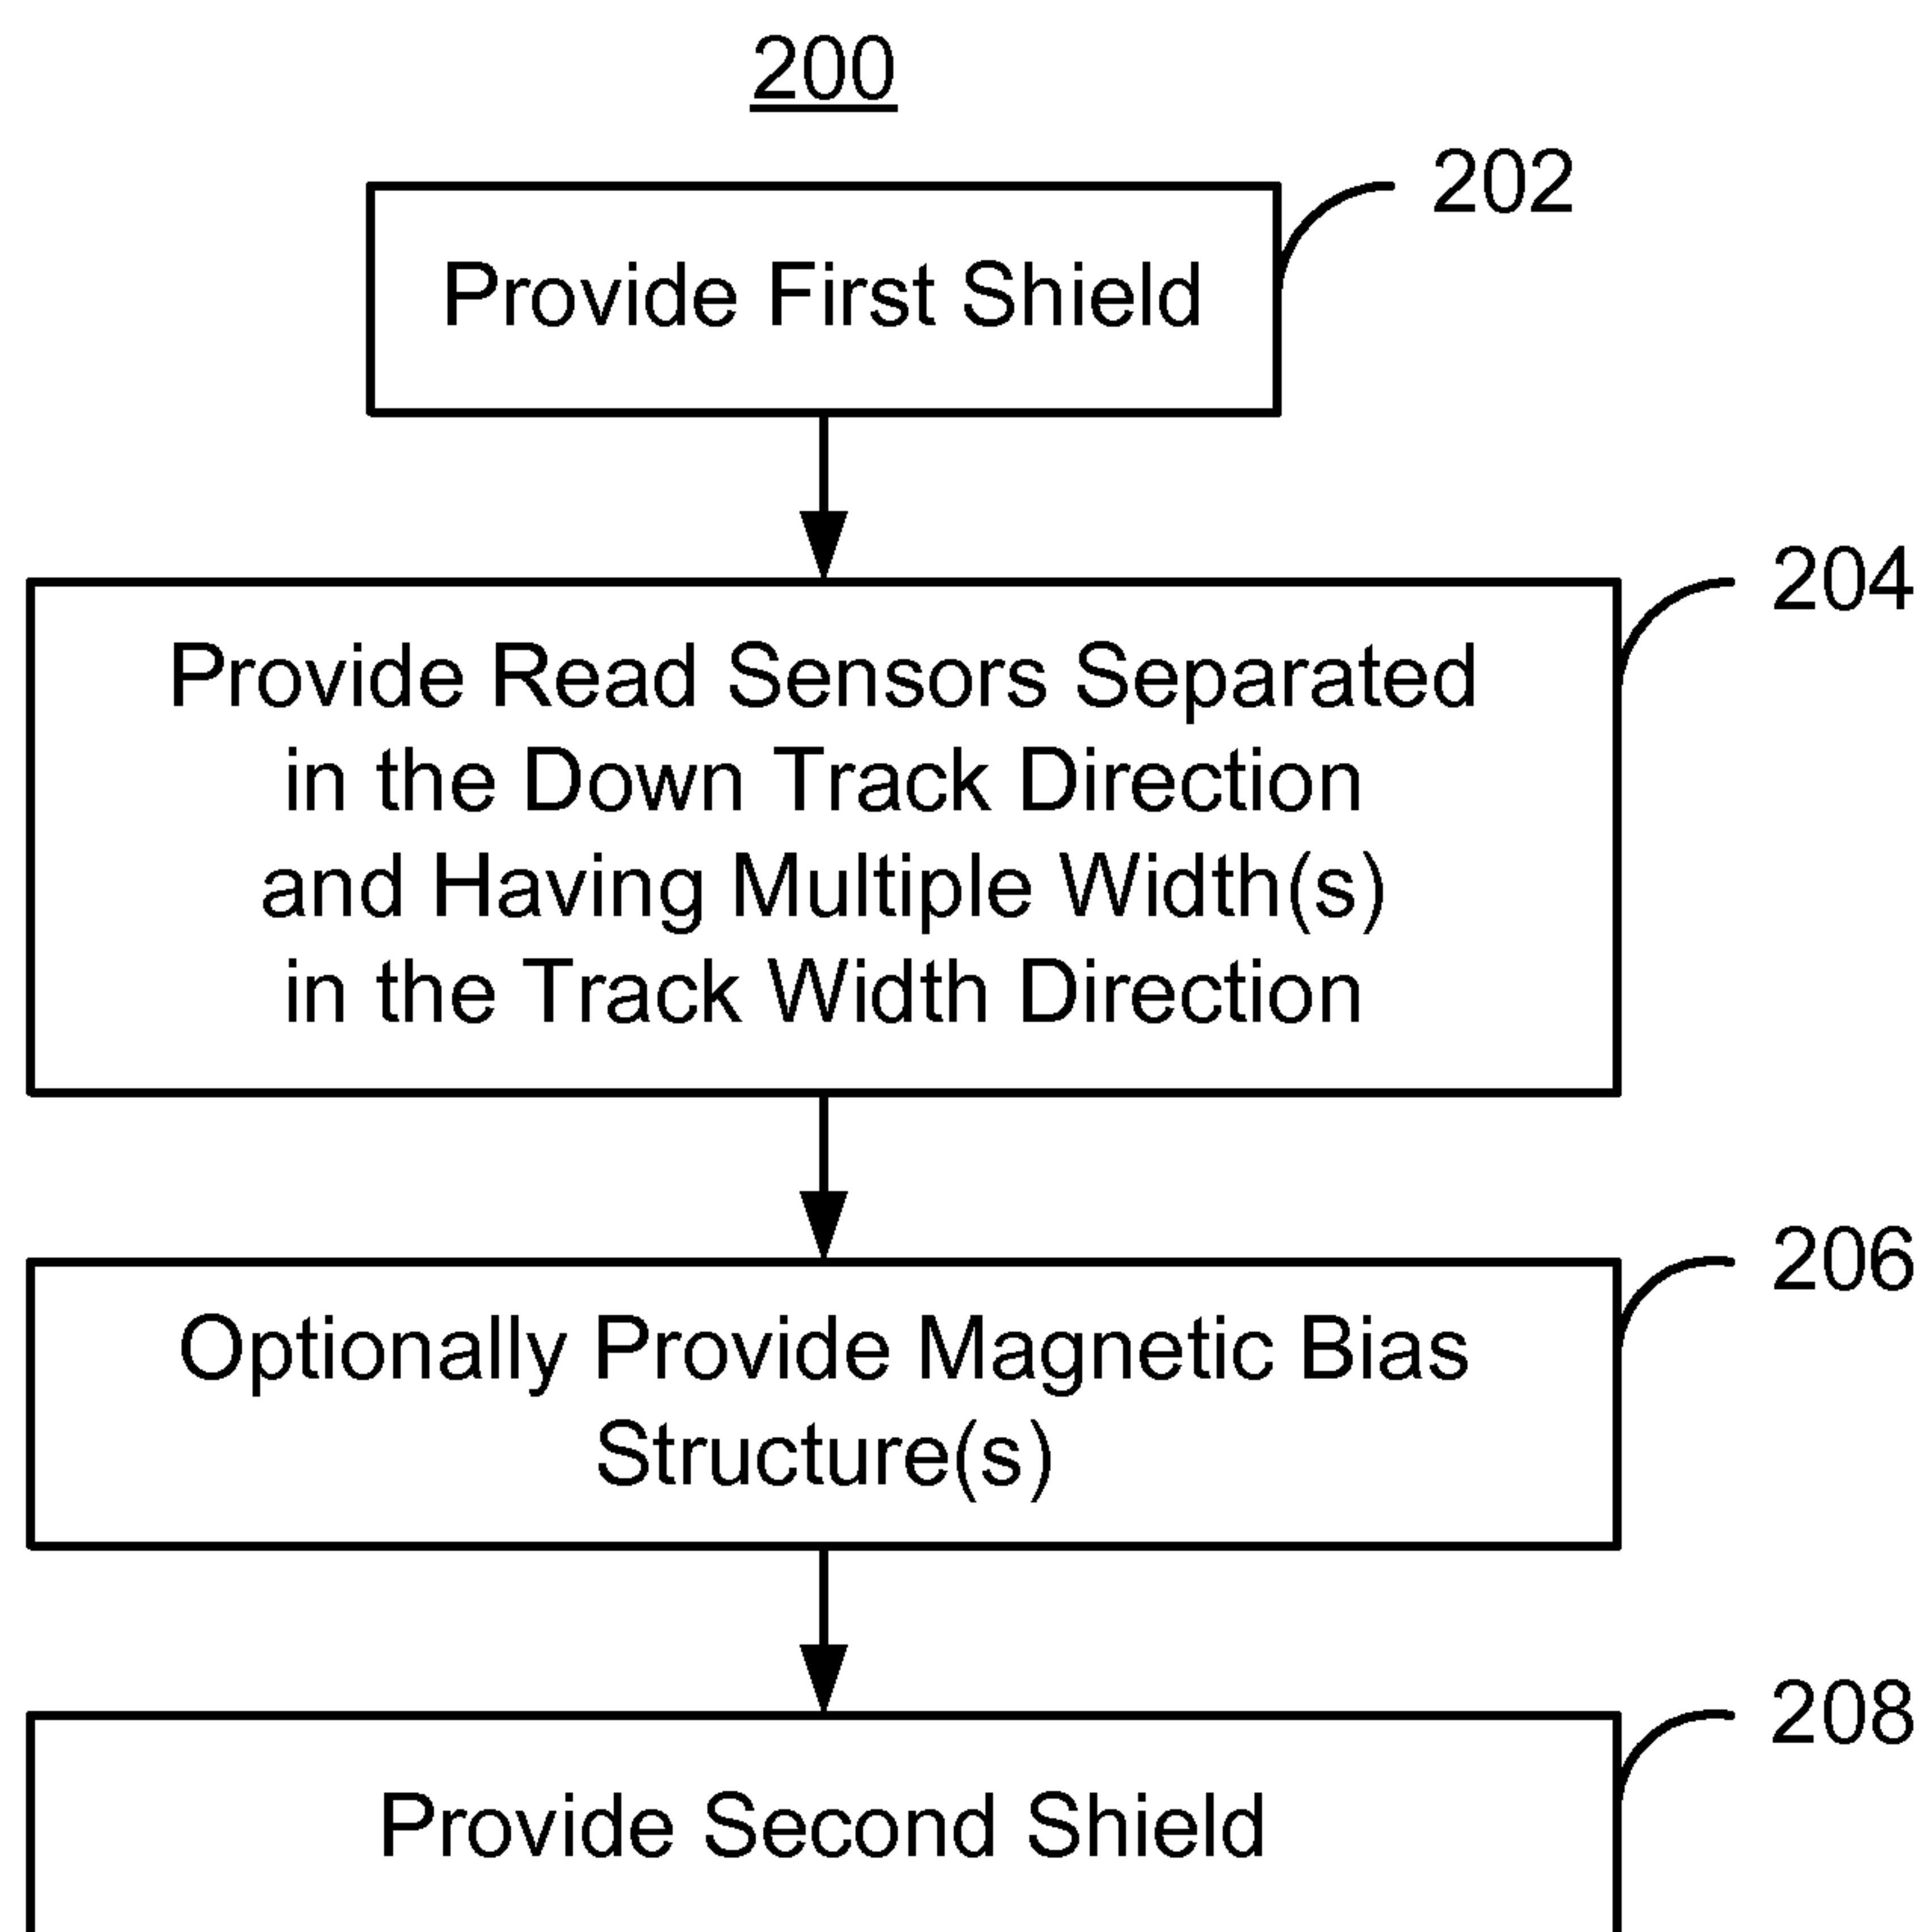 200
202
Provide First Shield
204
Provide Read Sensors Separated
in the Down Track Direction
and Having Multiple Width(s)
in the Track Width Direction
206
Optionally Provide Magnetic Bias
Structure(s)
208
Provide Second Shield